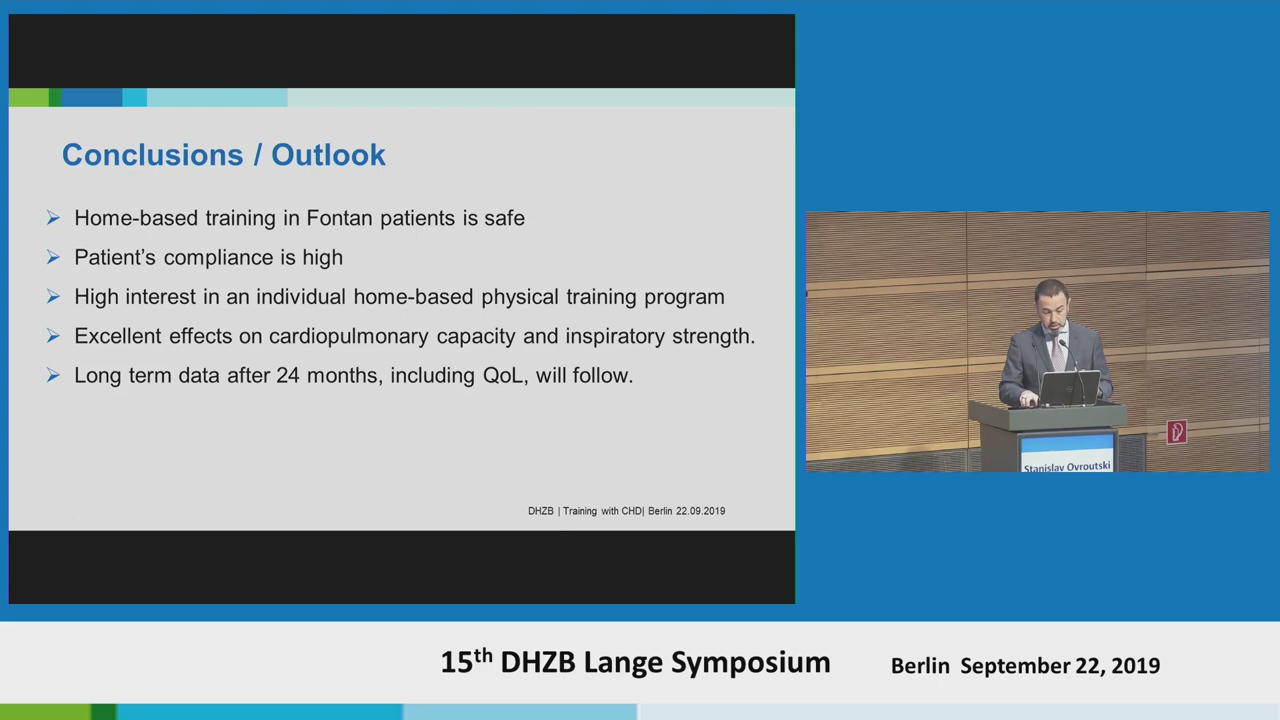 Conclusions / Outlook
Home-based training in Fontan patients is safe
Patient’s compliance is high
High interest in an individual home-based physical training program
Excellent effects on cardiopulmonary capacity and inspiratory strength.
Long term data after 24 months, including QoL, will follow.
DHZB | Training with CHD| Berlin 22.09.2019
Stanislav Ovroutski
15th DHZB Lange Symposium
Berlin September 22, 2019